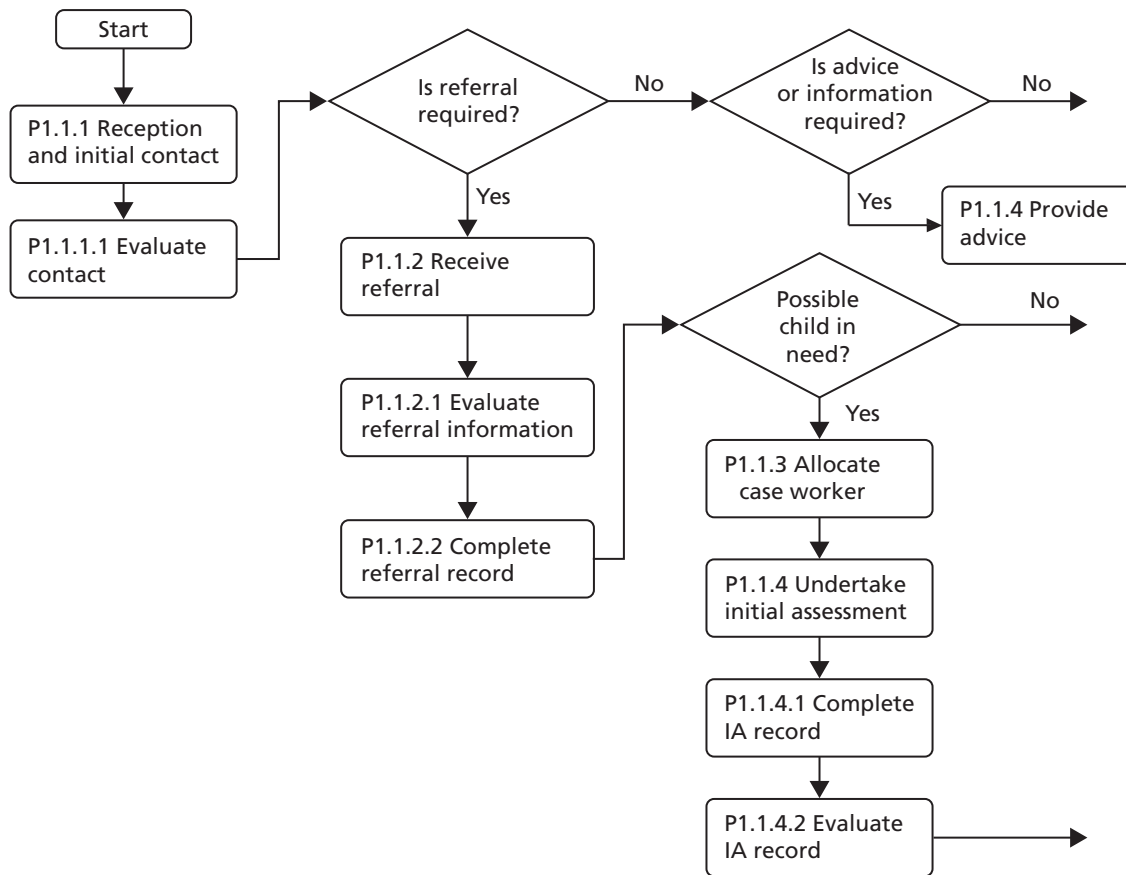 Start
P1.1.1 Reception
and initial contact
P1.1.1.1 Evaluate
contact
Is referral
required?
No
Yes
Is advice
or information
required?
No
Yes
P1.1.4 Provide
advice
P1.1.2 Receive
referral
P1.1.2.1 Evaluate
referral information
P1.1.2.2 Complete
referral record
Possible
child in
need?
No
Yes
P1.1.3 Allocate
case worker
P1.1.4 Undertake
initial assessment
P1.1.4.1 Complete
IA record
P1.1.4.2 Evaluate
IA record